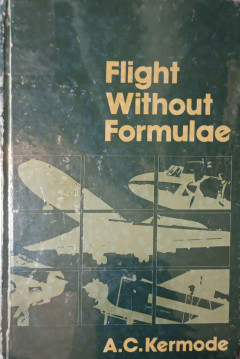 Flight
Without
Formulae
A.C. Kermode